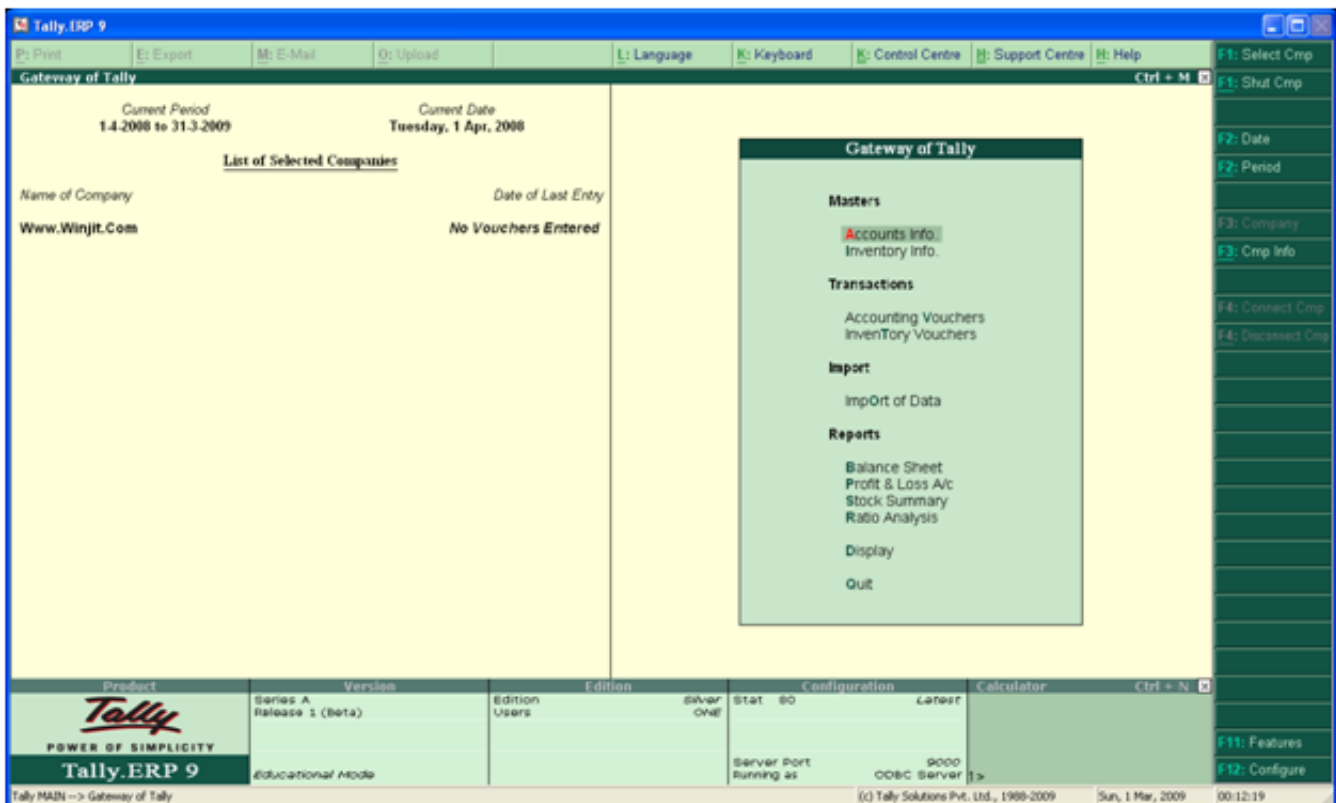 Tally.ERP 9
P: Print E: Export M: E-Mail O: Upload L: Language K: Keyboard K: Control Centre H: Support Centre H: Help
Gateway of Tally Ctrl + M
Current Period Current Date
1-4-2008 to 31-3-2009 Tuesday, 1 Apr, 2008
List of Selected Companies
Name of Company Date of Last Entry
Www.Winjit.Com No Vouchers Entered
Gateway of Tally
Masters
Accounts Info.
Inventory Info.
Transactions
Accounting Vouchers
InvenTory Vouchers
Import
ImpOrt of Data
Reports
Balance Sheet
Profit & Loss A/c
Stock Summary
Ratio Analysis
Display
Quit
F1: Select Cmp
F1: Shut Cmp
F2: Date
F2: Period
F3: Company
F3: Cmp Info
F4: Connect Cmp
F4: Disconnect Cmp
F11: Features
F12: Configure
Product Version Edition Configuration Calculator Ctrl + N
Tally
POWER OF SIMPLICITY
Tally.ERP 9
Series A
Release 1 (Beta)
Educational Mode
Edition Silver
Users ONE
Stat 80 Latest
Server Port 9000
Running as ODBC Server
1>
Tally MAIN --> Gateway of Tally (c) Tally Solutions Pvt. Ltd., 1988-2009 Sun, 1 Mar, 2009 00:12:19